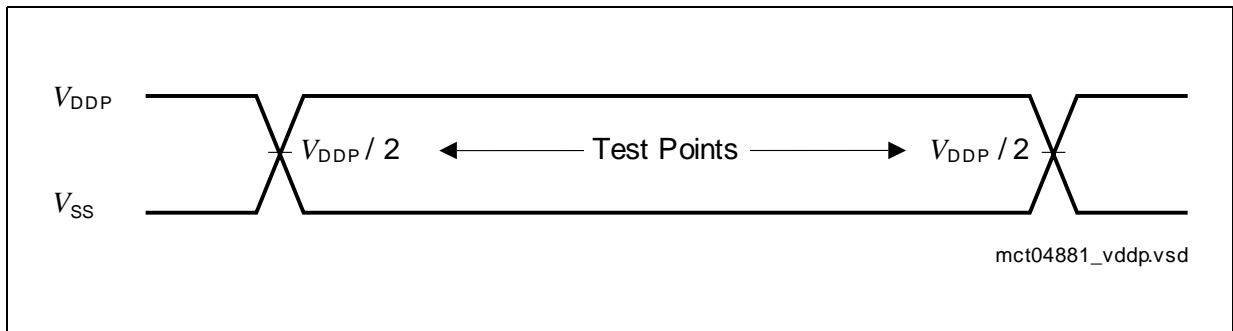 VDDP
VDDP / 2 Test Points VDDP / 2
VSS
mct04881_vddp.vsd